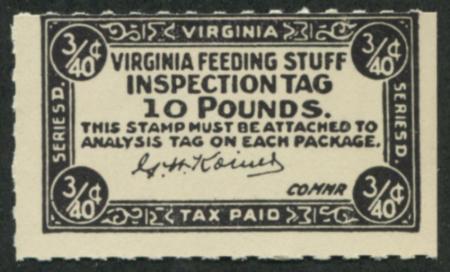 VIRGINIA
3/40¢ 3/40¢
VIRGINIA FEEDING STUFF
INSPECTION TAG
10 POUNDS.
THIS STAMP MUST BE ATTACHED TO
ANALYSIS TAG ON EACH PACKAGE.
G. H. Koiner
COMMR
SERIES D.
SERIES D.
3/40¢ 3/40¢
TAX PAID